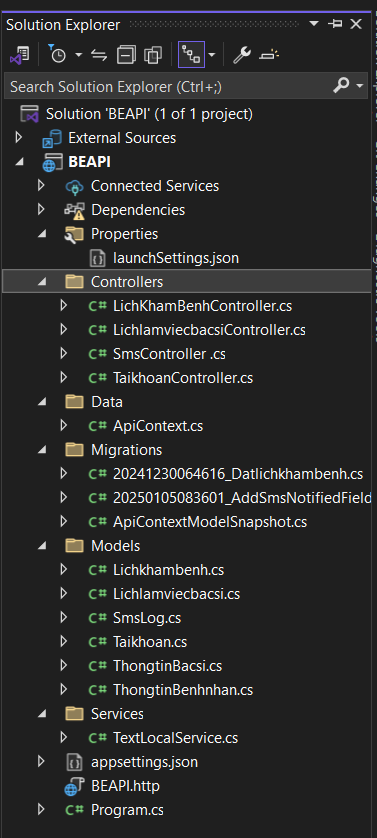 Solution Explorer
Search Solution Explorer (Ctrl+;)
Solution 'BEAPI' (1 of 1 project)
External Sources
BEAPI
Connected Services
Dependencies
Properties
launchSettings.json
Controllers
C# LichKhamBenhController.cs
C# LichlamviecbacsiController.cs
C# SmsController .cs
C# TaikhoanController.cs
Data
C# ApiContext.cs
Migrations
C# 20241230064616_Datlichkhambenh.cs
C# 20250105083601_AddSmsNotifiedField
C# ApiContextModelSnapshot.cs
Models
C# Lichkhambenh.cs
C# Lichlamviecbacsi.cs
C# SmsLog.cs
C# Taikhoan.cs
C# ThongtinBacsi.cs
C# ThongtinBenhnhan.cs
Services
C# TextLocalService.cs
appsettings.json
BEAPI.http
C# Program.cs